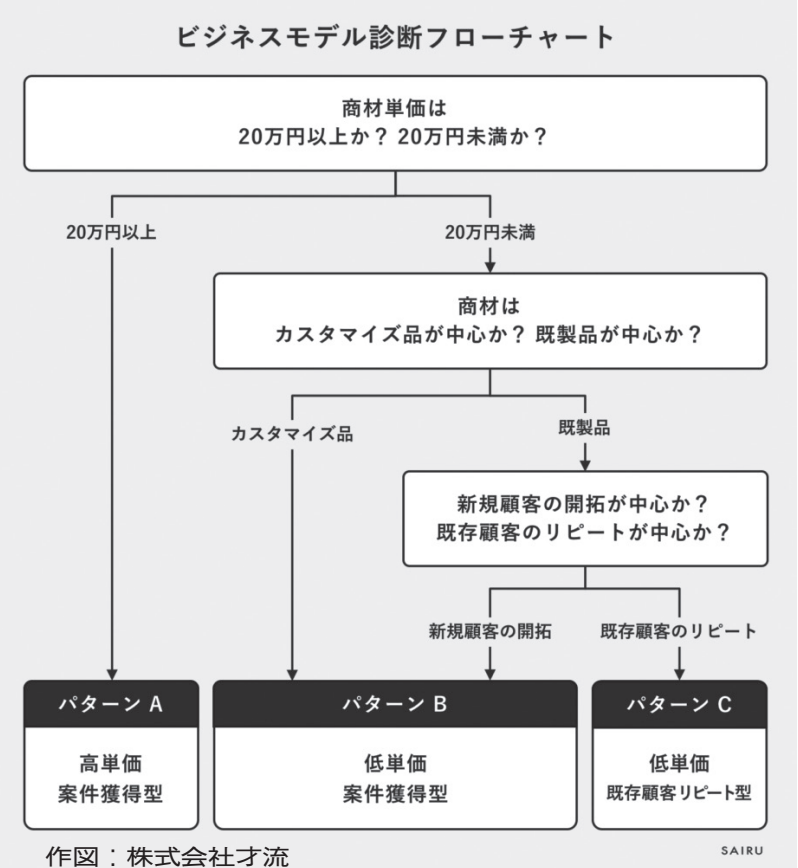 ビジネスモデル診断フローチャート
商材単価は
20万円以上か？ 20万円未満か？
20万円以上
20万円未満
商材は
カスタマイズ品が中心か？ 既製品が中心か？
カスタマイズ品
既製品
新規顧客の開拓が中心か？
既存顧客のリピートが中心か？
新規顧客の開拓
既存顧客のリピート
パターン A
高単価
案件獲得型
パターン B
低単価
案件獲得型
パターン C
低単価
既存顧客リピート型
SAIRU
作図：株式会社才流